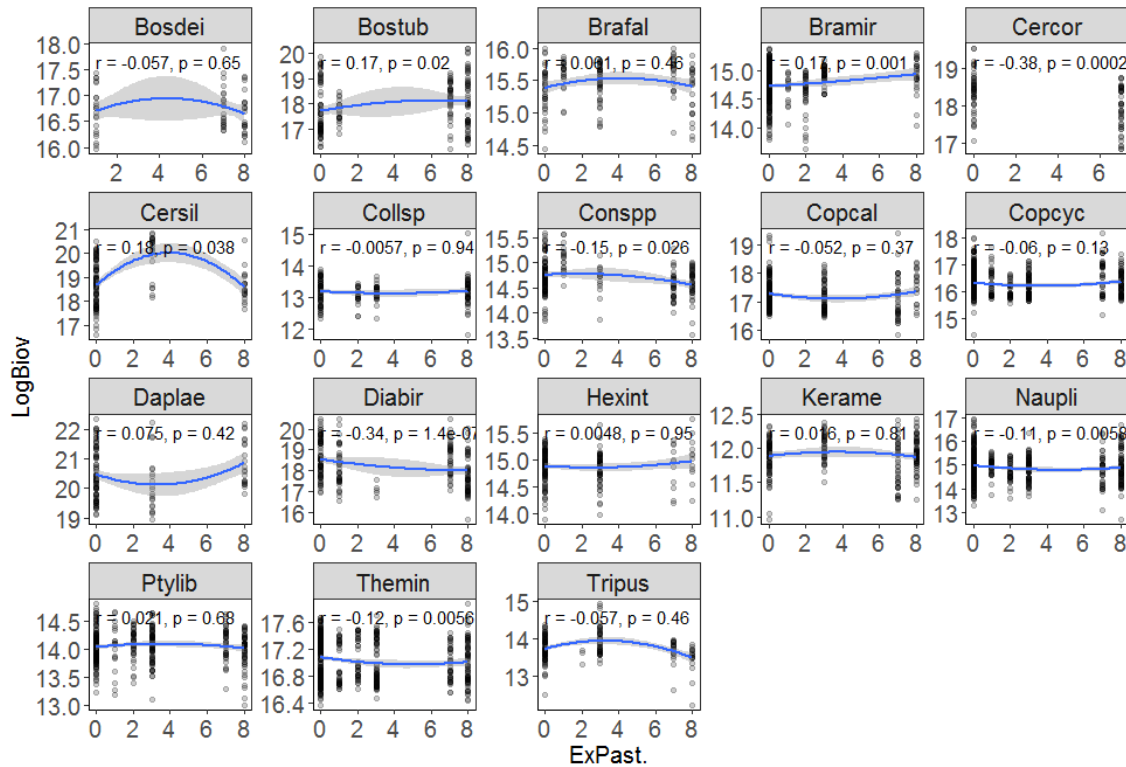 Bosdei Bostub Brafal Bramir Cercor
r = -0.057, p = 0.65 r = 0.17, p = 0.02 r = 0.001, p = 0.46 r = 0.17, p = 0.001 r = -0.38, p = 0.0002
18.0 17.5 17.0 16.5 16.0
20 19 18 17
16.0 15.5 15.0 14.5
15.0 14.5 14.0
19.0 18.0 17.0
2 4 6 8 0 2 4 6 8 0 2 4 6 8 0 2 4 6 8 0 2 4 6
Cersil Collsp Conspp Copcal Copcyc
r = 0.18, p = 0.038 r = -0.0057, p = 0.94 r = -0.15, p = 0.026 r = -0.052, p = 0.37 r = -0.06, p = 0.13
21 20 19 18 17
15 14 13 12
15.5 15.0 14.5 14.0 13.5
19 18 17 16
18 17 16 15
0 2 4 6 8 0 2 4 6 8 0 2 4 6 8 0 2 4 6 8 0 2 4 6 8
LogBiov
Daplae Diabir Hexint Kerame Naupli
r = 0.075, p = 0.42 r = -0.34, p = 1.4e-07 r = 0.0048, p = 0.95 r = 0.016, p = 0.81 r = -0.11, p = 0.0058
22 21 20 19
20 19 18 16
15.5 15.0 14.5 14.0
12.5 12.0 11.5 11.0
17 16 15 14 13
0 2 4 6 8 0 2 4 6 8 0 2 4 6 8 0 2 4 6 8 0 2 4 6 8
Ptylib Themin Tripus
r = 0.021, p = 0.68 r = -0.12, p = 0.0056 r = -0.057, p = 0.46
14.5 14.0 13.5 13.0
17.6 17.2 16.8 16.4
15 14 13
0 2 4 6 8 0 2 4 6 8 0 2 4 6 8
ExPast.